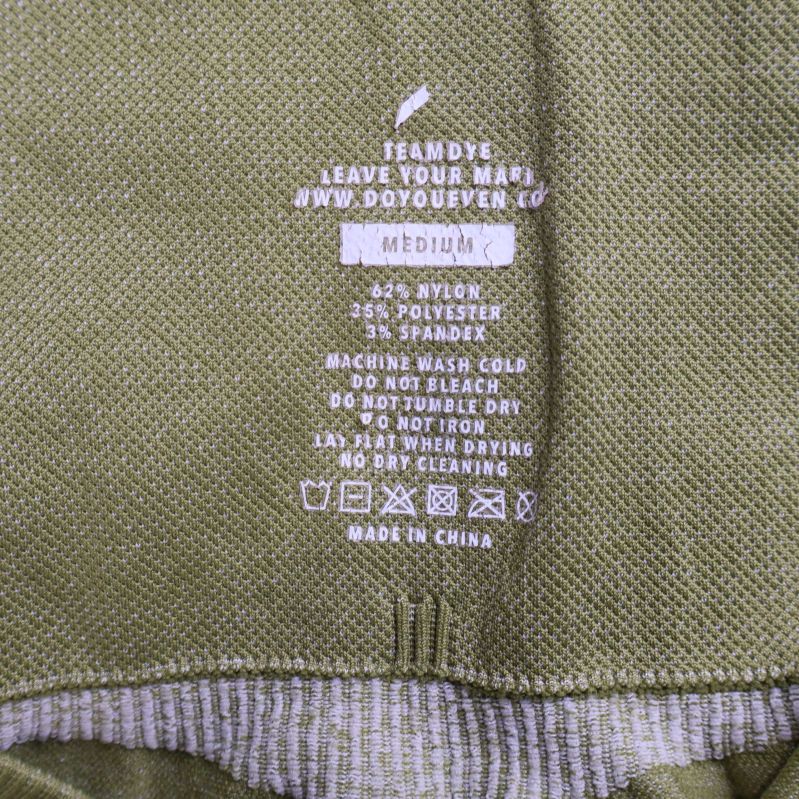 TEAMDYE
LEAVE YOUR MARK
WWW.DOYOUEVEN.CO
MEDIUM
62% NYLON
35% POLYESTER
3% SPANDEX
MACHINE WASH COLD
DO NOT BLEACH
DO NOT TUMBLE DRY
DO NOT IRON
LAY FLAT WHEN DRYING
NO DRY CLEANING
MADE IN CHINA